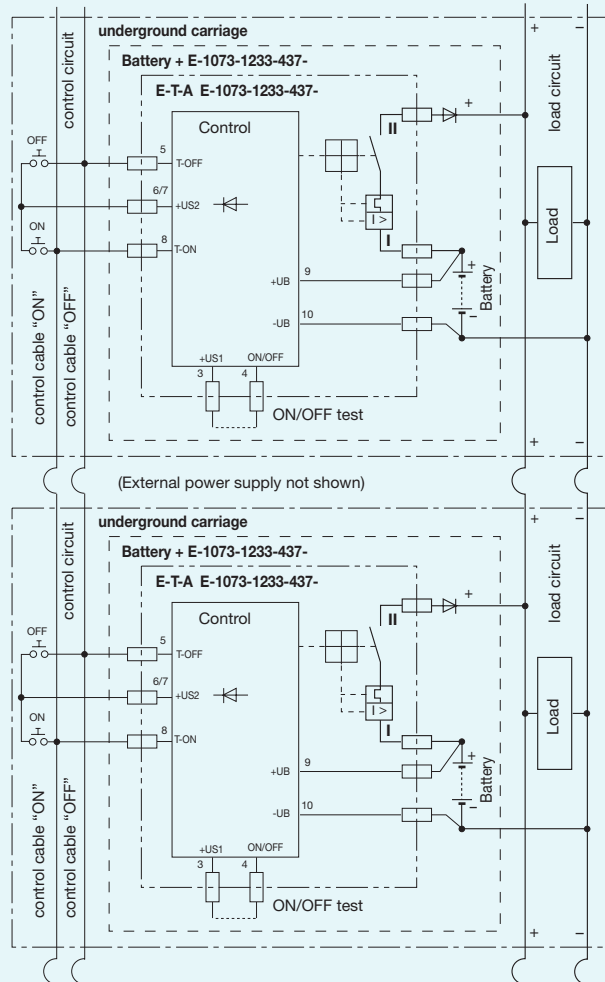 underground carriage
+ –
Battery + E-1073-1233-437-
E-T-A E-1073-1233-437-
control circuit
Control
II
+
load circuit
OFF
5
T-OFF
6/7
+US2
I >
ON
8
T-ON
I
Load
9
+UB
+
Battery
10
-UB
–
control cable “ON”
control cable “OFF”
+US1 ON/OFF
3 4
ON/OFF test
+ –
(External power supply not shown)
underground carriage
+ –
Battery + E-1073-1233-437-
E-T-A E-1073-1233-437-
control circuit
Control
II
+
load circuit
OFF
5
T-OFF
6/7
+US2
I >
ON
8
T-ON
I
Load
9
+UB
+
Battery
10
-UB
–
control cable “ON”
control cable “OFF”
+US1 ON/OFF
3 4
ON/OFF test
+ –